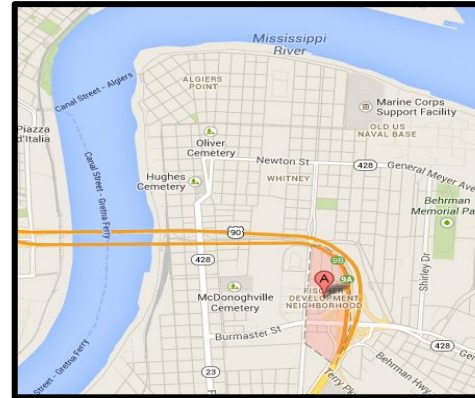 Mississippi
River
Canal Street - Algiers
ALGIERS
POINT
Marine Corps
Support Facility
OLD US
NAVAL BASE
Piazza
d'Italia
Oliver
Cemetery
Newton St
428
General Meyer Ave
Canal Street - Gretna Ferry
Hughes
Cemetery
WHITNEY
Behrman
Memorial Pa
90
428
9B
9A
A
Shirley Dr
McDonoghville
Cemetery
FISCHER
DEVELOPMENT
NEIGHBORHOOD
Burmaster St
428
Street - Gretna Ferry
23
Terry Pk
Behrman Hwy
Gen